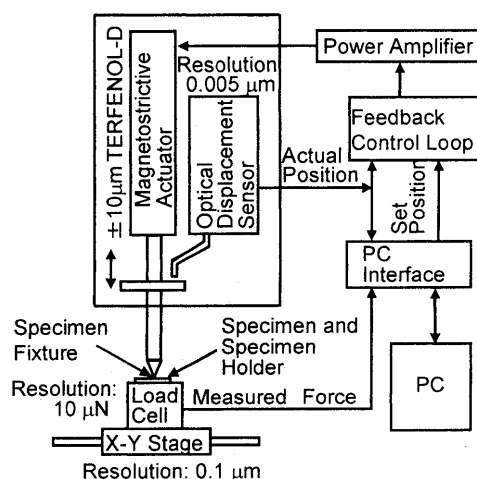 ±10µm TERFENOL-D
Magnetostrictive
Actuator
Resolution
0.005 µm
Optical
Displacement
Sensor
Power Amplifier
Feedback
Control Loop
Actual
Position
Set
Position
PC
Interface
PC
Specimen
Fixture
Specimen and
Specimen
Holder
Resolution:
10 µN
Load
Cell
Measured Force
X-Y Stage
Resolution: 0.1 µm